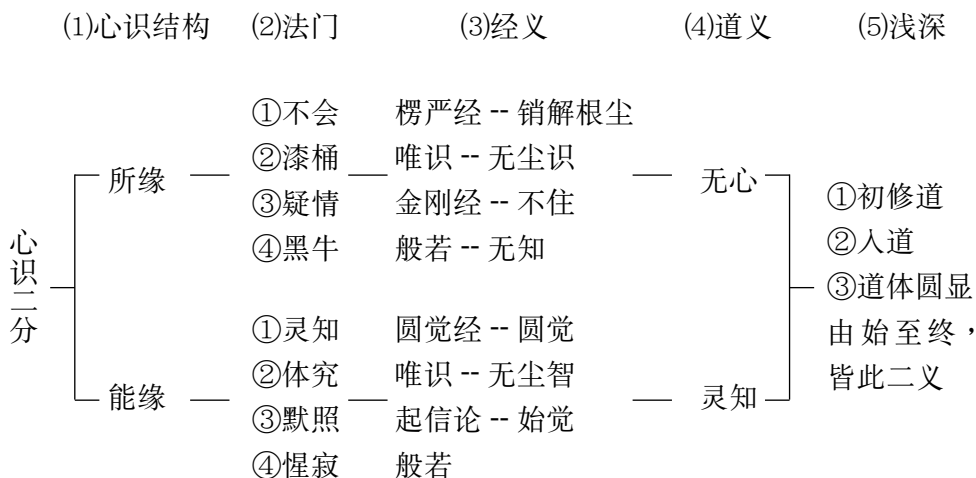 ⑴心识结构 ⑵法门 ⑶经义 ⑷道义 ⑸浅深
心识二分
所缘
①不会 楞严经 -- 销解根尘
②漆桶 唯识 -- 无尘识
③疑情 金刚经 -- 不住
④黑牛 般若 -- 无知
无心
能缘
①灵知 圆觉经 -- 圆觉
②体究 唯识 -- 无尘智
③默照 起信论 -- 始觉
④惺寂 般若
灵知
①初修道
②入道
③道体圆显
由始至终，
皆此二义